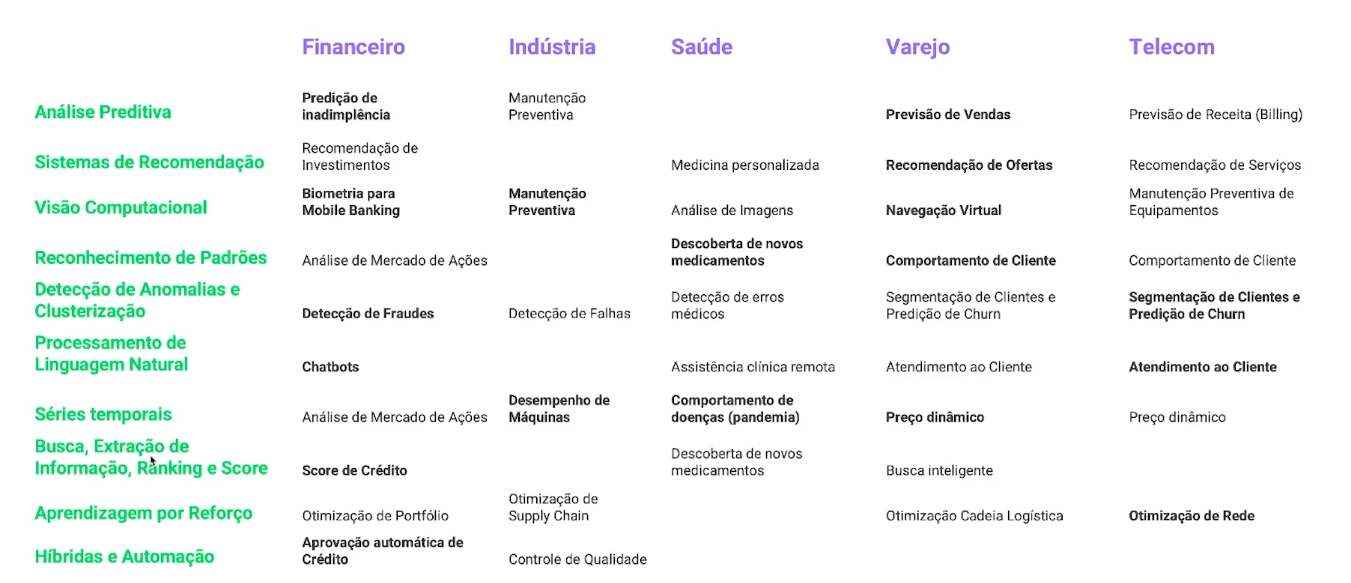 Financeiro Indústria Saúde Varejo Telecom
Análise Preditiva
Predição de
inadimplência
Manutenção
Preventiva
Previsão de Vendas
Previsão de Receita (Billing)
Sistemas de Recomendação
Recomendação de
Investimentos
Medicina personalizada
Recomendação de Ofertas
Recomendação de Serviços
Visão Computacional
Biometria para
Mobile Banking
Manutenção
Preventiva
Análise de Imagens
Navegação Virtual
Manutenção Preventiva de
Equipamentos
Reconhecimento de Padrões
Análise de Mercado de Ações
Descoberta de novos
medicamentos
Comportamento de Cliente
Comportamento de Cliente
Detecção de Anomalias e
Clusterização
Detecção de Fraudes
Detecção de Falhas
Detecção de erros
médicos
Segmentação de Clientes e
Predição de Churn
Segmentação de Clientes e
Predição de Churn
Processamento de
Linguagem Natural
Chatbots
Assistência clínica remota
Atendimento ao Cliente
Atendimento ao Cliente
Séries temporais
Análise de Mercado de Ações
Desempenho de
Máquinas
Comportamento de
doenças (pandemia)
Preço dinâmico
Preço dinâmico
Busca, Extração de
Informação, Ranking e Score
Score de Crédito
Descoberta de novos
medicamentos
Busca inteligente
Aprendizagem por Reforço
Otimização de Portfólio
Otimização de
Supply Chain
Otimização Cadeia Logística
Otimização de Rede
Híbridas e Automação
Aprovação automática de
Crédito
Controle de Qualidade